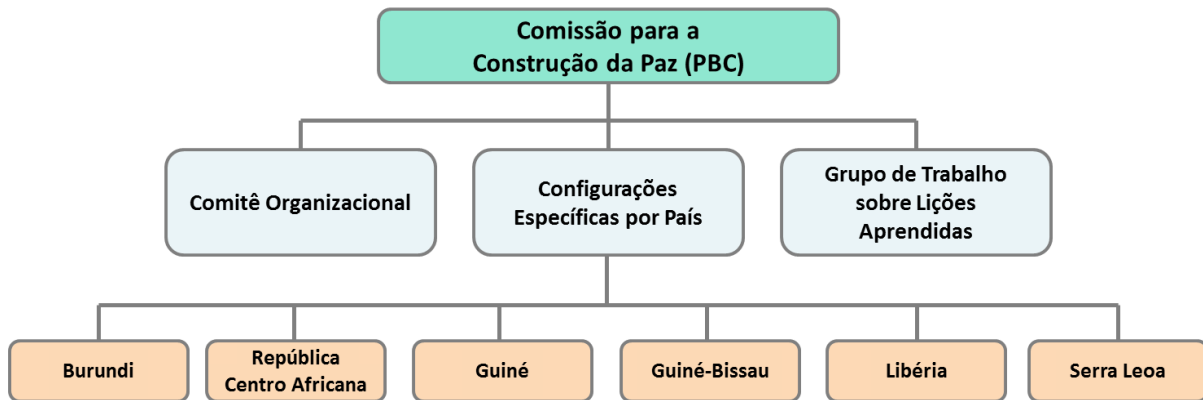 Comissão para a
Construção da Paz (PBC)
Comitê Organizacional
Configurações
Específicas por País
Grupo de Trabalho
sobre Lições
Aprendidas
Burundi
República
Centro Africana
Guiné
Guiné-Bissau
Libéria
Serra Leoa